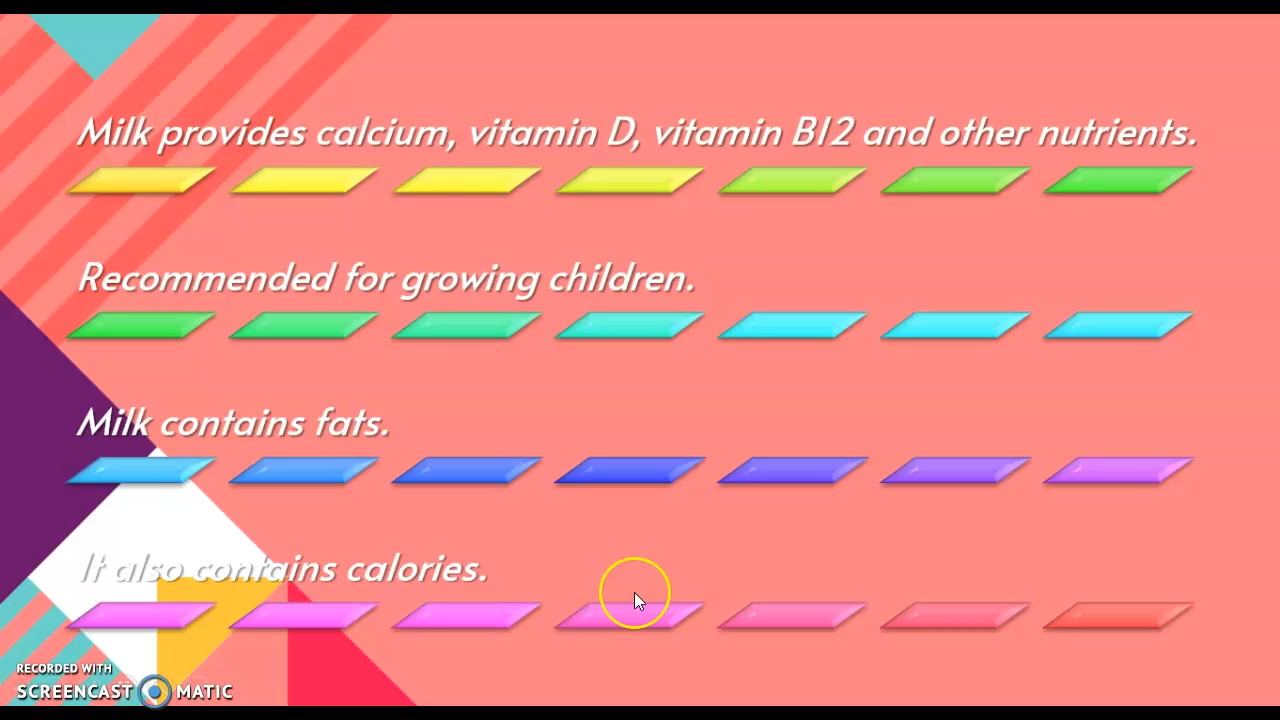 Milk provides calcium, vitamin D, vitamin B12 and other nutrients.
Recommended for growing children.
Milk contains fats.
It also contains calories.
RECORDED WITH
SCREENCAST MATIC